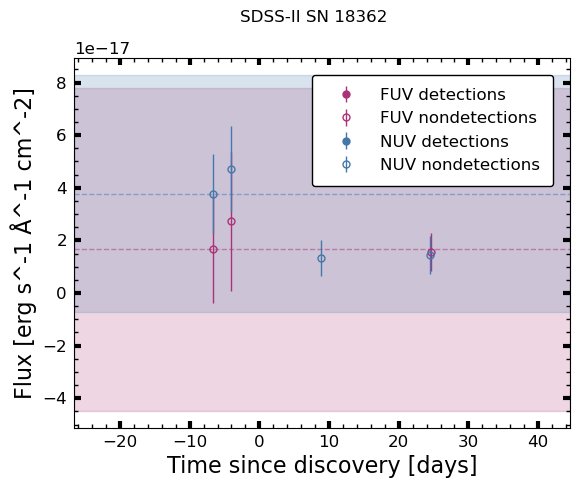 SDSS-II SN 18362
1e−17
8
6
4
2
0
−2
−4
Flux [erg s^-1 Å^-1 cm^-2]
FUV detections
FUV nondetections
NUV detections
NUV nondetections
−20 −10 0 10 20 30 40
Time since discovery [days]